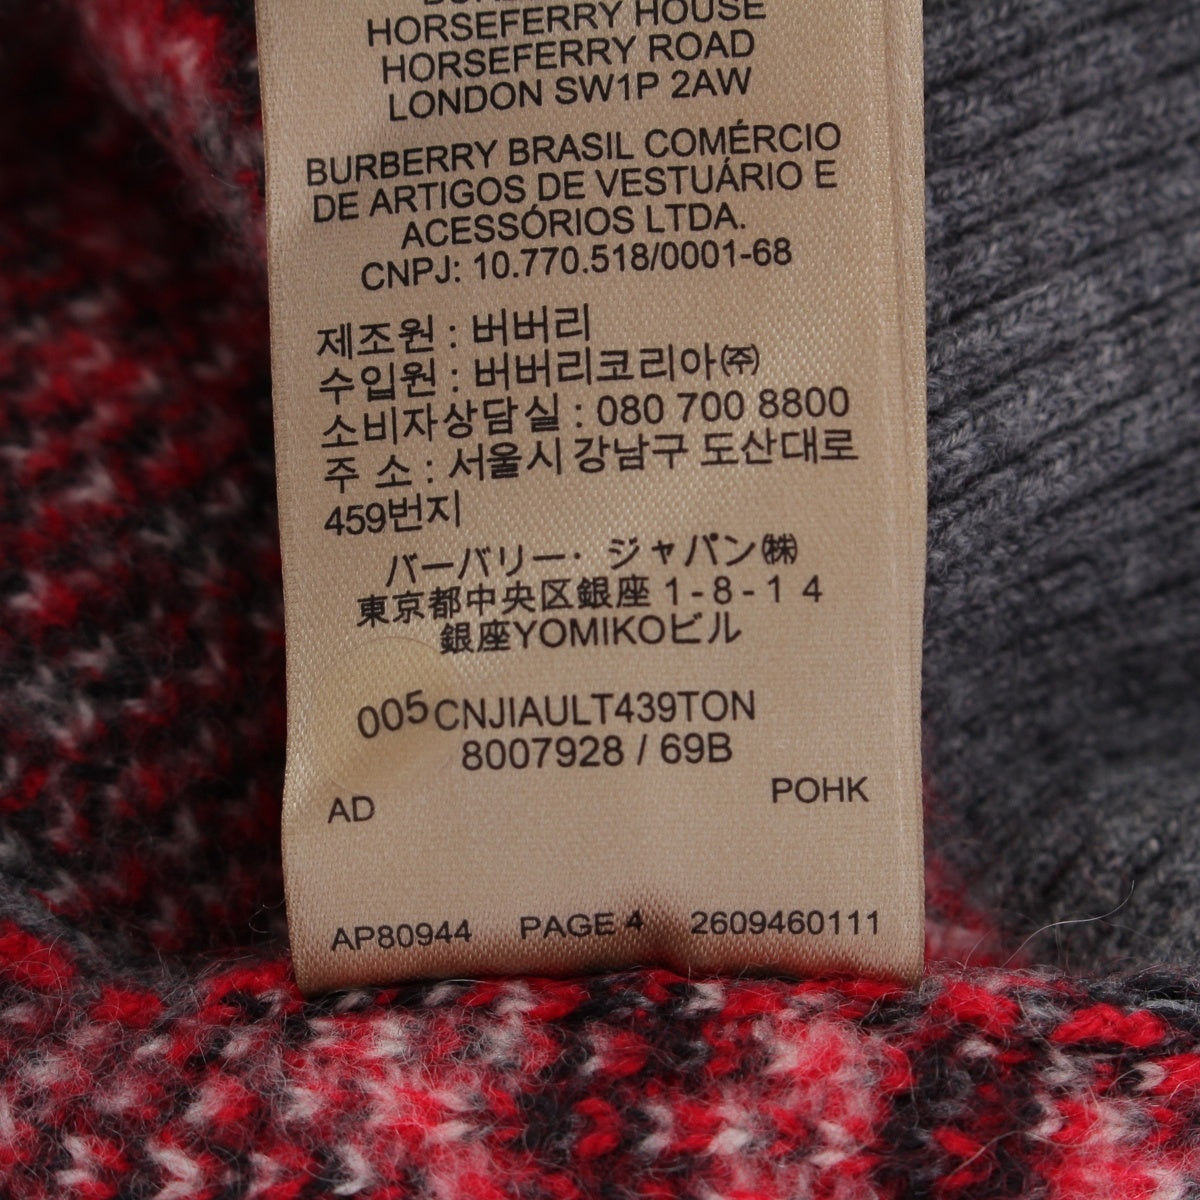 HORSEFERRY HOUSE
HORSEFERRY ROAD
LONDON SW1P 2AW
BURBERRY BRASIL COMÉRCIO
DE ARTIGOS DE VESTUÁRIO E
ACESSÓRIOS LTDA.
CNPJ: 10.770.518/0001-68
제조원 : 버버리
수입원 : 버버리코리아㈜
소비자상담실 : 080 700 8800
주 소 : 서울시 강남구 도산대로
459번지
バーバリー・ジャパン㈱
東京都中央区銀座 1-8-14
銀座YOMIKOビル
005 CNJIAULT439TON
8007928 / 69B
AD POHK
AP80944 PAGE 4 2609460111